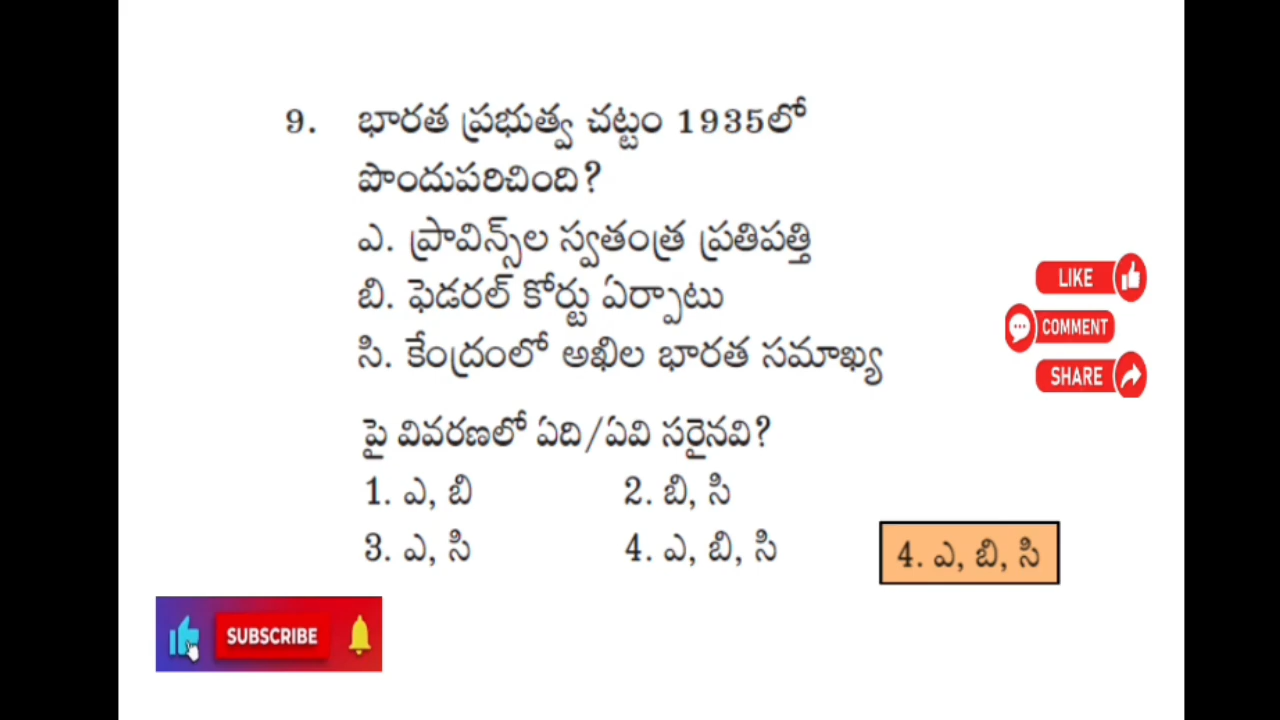 9. భారత ప్రభుత్వ చట్టం 1935లో
పొందుపరిచింది?
ఎ. ప్రావిన్స్‌ల స్వతంత్ర ప్రతిపత్తి
బి. ఫెడరల్ కోర్టు ఏర్పాటు
సి. కేంద్రంలో అఖిల భారత సమాఖ్య
పై వివరణలో ఏది/ఏవి సరైనవి?
1. ఎ, బి 2. బి, సి
3. ఎ, సి 4. ఎ, బి, సి
4. ఎ, బి, సి
LIKE
COMMENT
SHARE
SUBSCRIBE